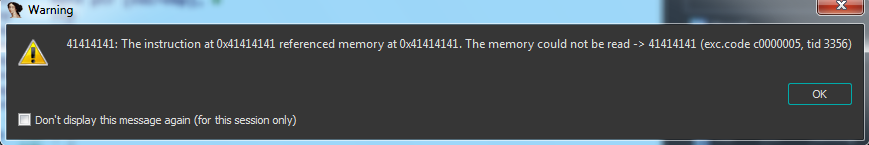 Warning
41414141: The instruction at 0x41414141 referenced memory at 0x41414141. The memory could not be read -> 41414141 (exc.code c0000005, tid 3356)
OK
Don't display this message again (for this session only)